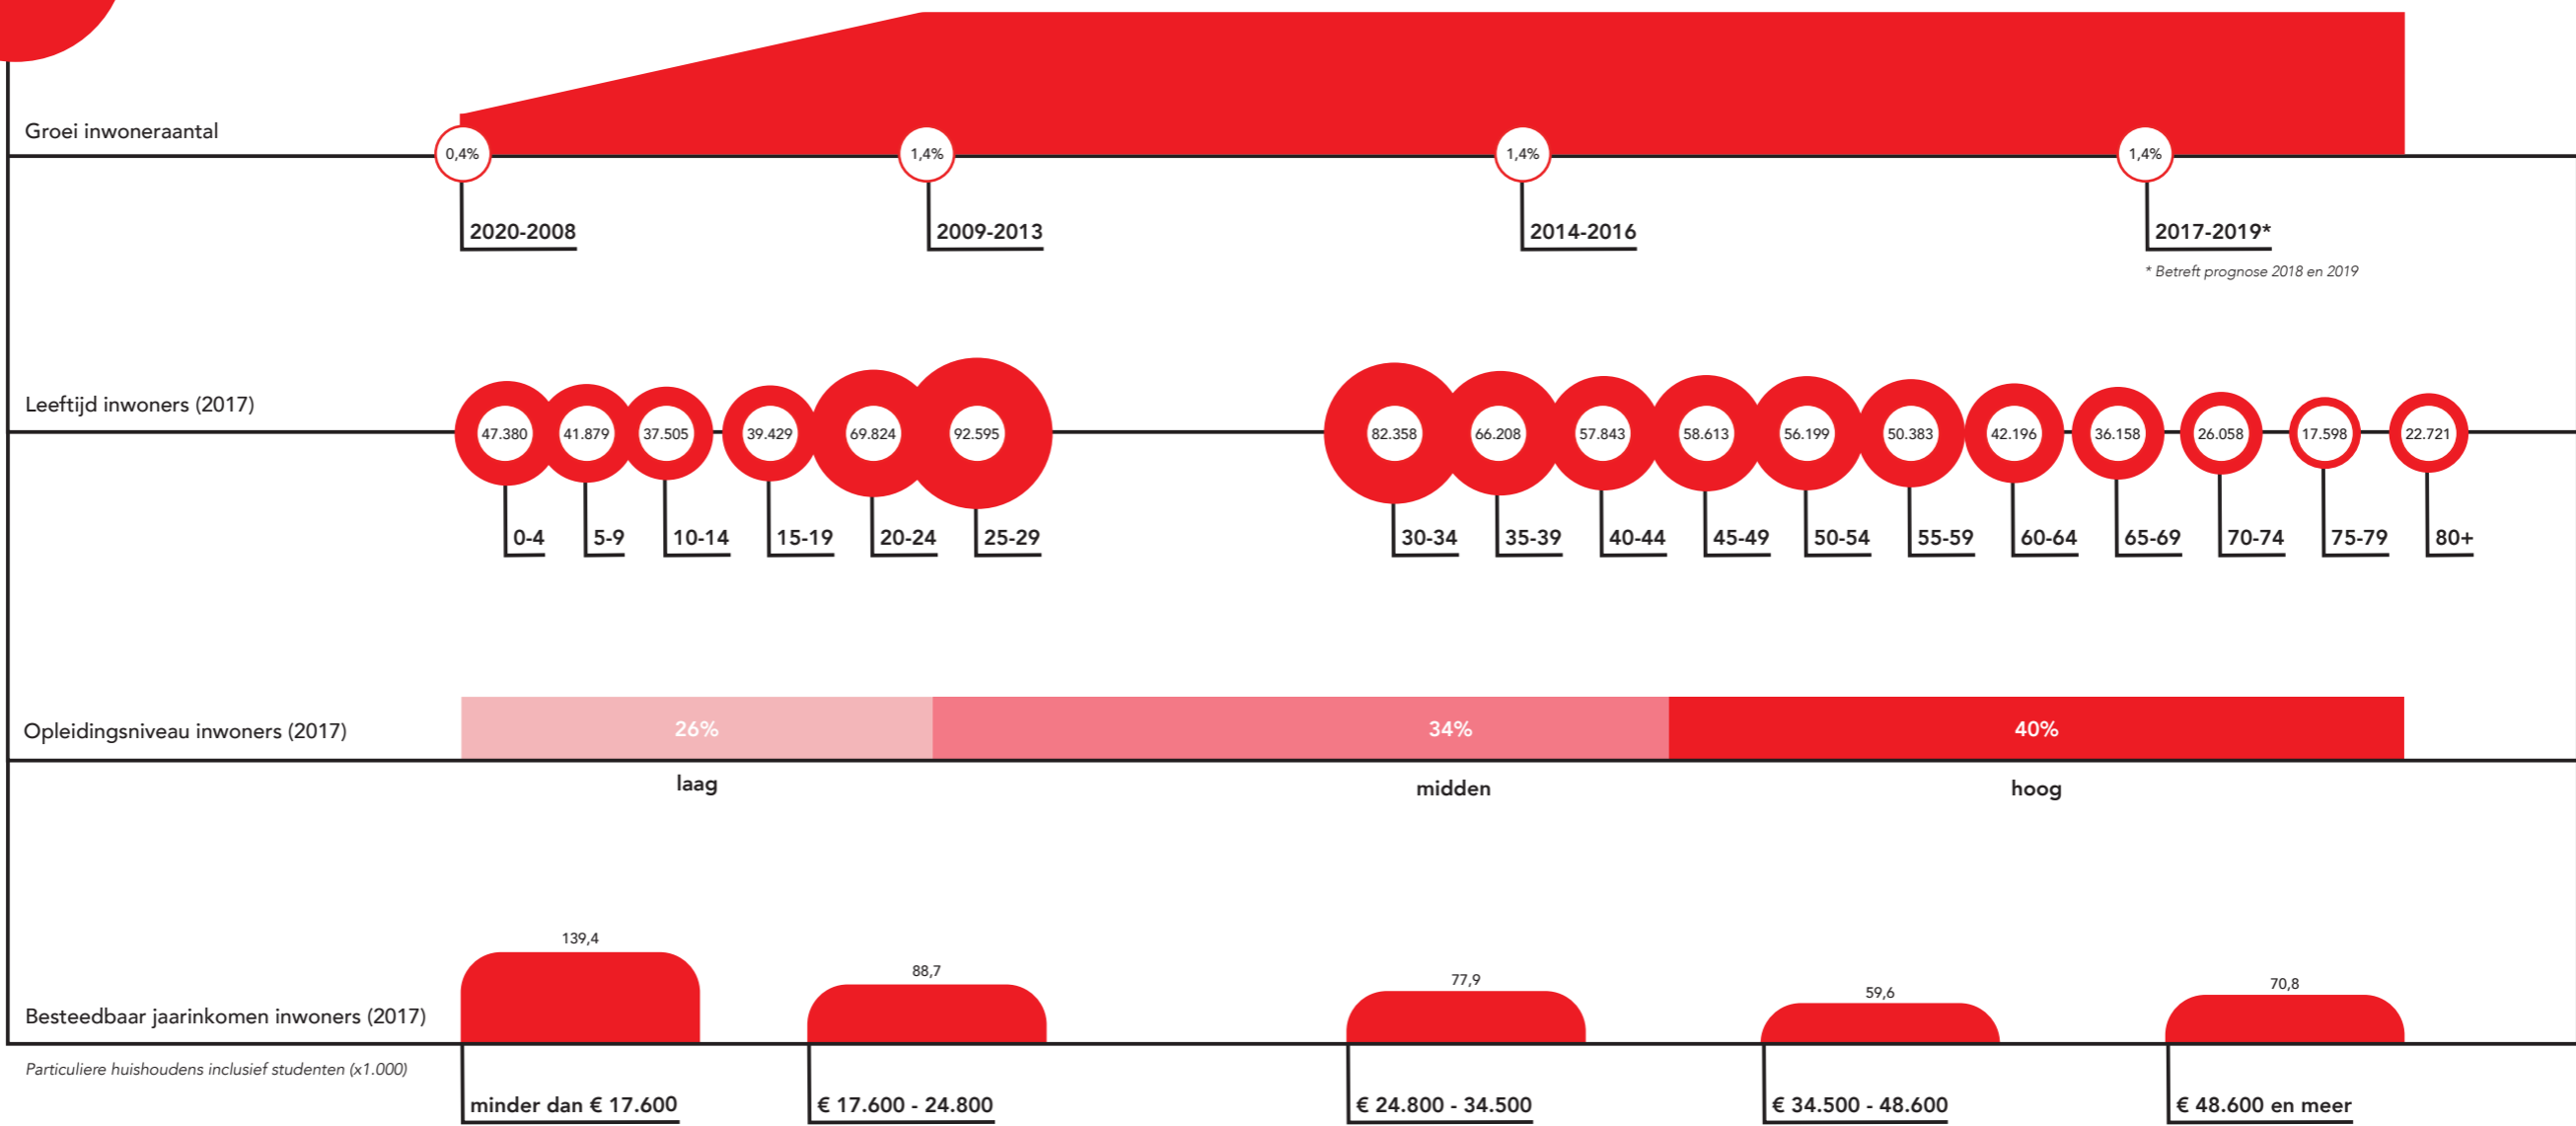 Groei inwoneraantal
0,4% 1,4% 1,4% 1,4%
2020-2008 2009-2013 2014-2016 2017-2019*
* Betreft prognose 2018 en 2019
Leeftijd inwoners (2017)
47.380 41.879 37.505 39.429 69.824 92.595 82.358 66.208 57.843 58.613 56.199 50.383 42.196 36.158 26.058 17.598 22.721
0-4 5-9 10-14 15-19 20-24 25-29 30-34 35-39 40-44 45-49 50-54 55-59 60-64 65-69 70-74 75-79 80+
Opleidingsniveau inwoners (2017)
26% 34% 40%
laag midden hoog
139,4 88,7 77,9 59,6 70,8
Besteedbaar jaarinkomen inwoners (2017)
Particuliere huishoudens inclusief studenten (x1.000)
minder dan € 17.600 € 17.600 - 24.800 € 24.800 - 34.500 € 34.500 - 48.600 € 48.600 en meer